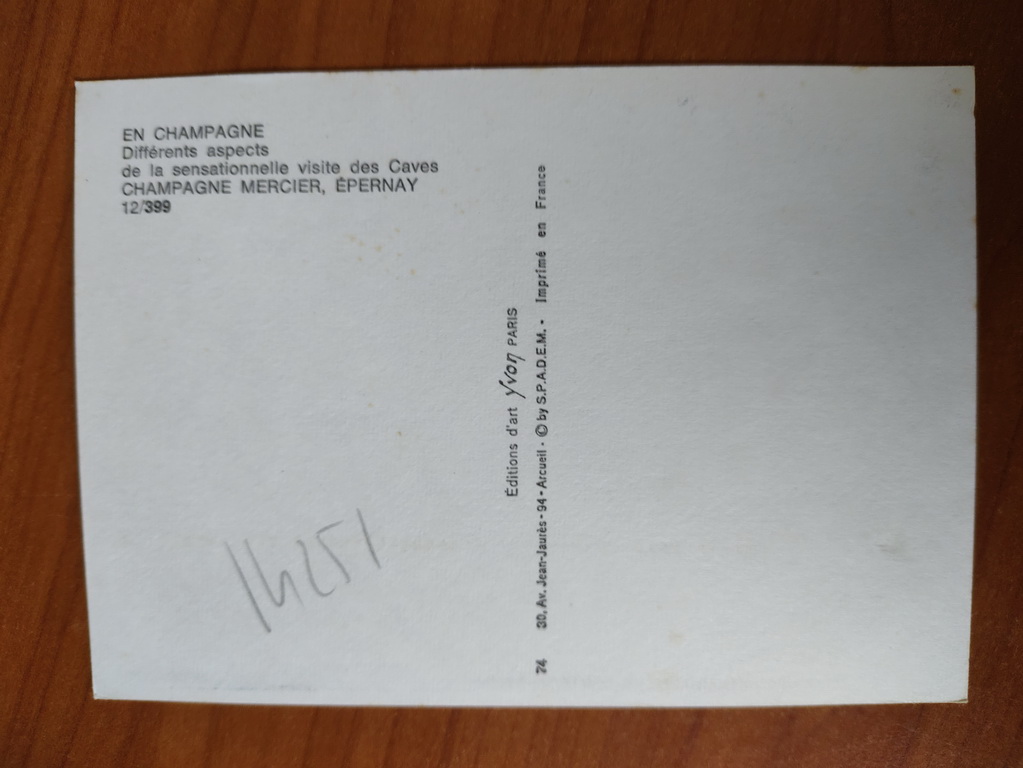 EN CHAMPAGNE
Différents aspects
de la sensationnelle visite des Caves
CHAMPAGNE MERCIER, ÉPERNAY
12/399
Éditions d'art Yvon PARIS
74 30, Av. Jean-Jaurès - 94 - Arcueil - © by S.P.A.D.E.M. - Imprimé en France
14251